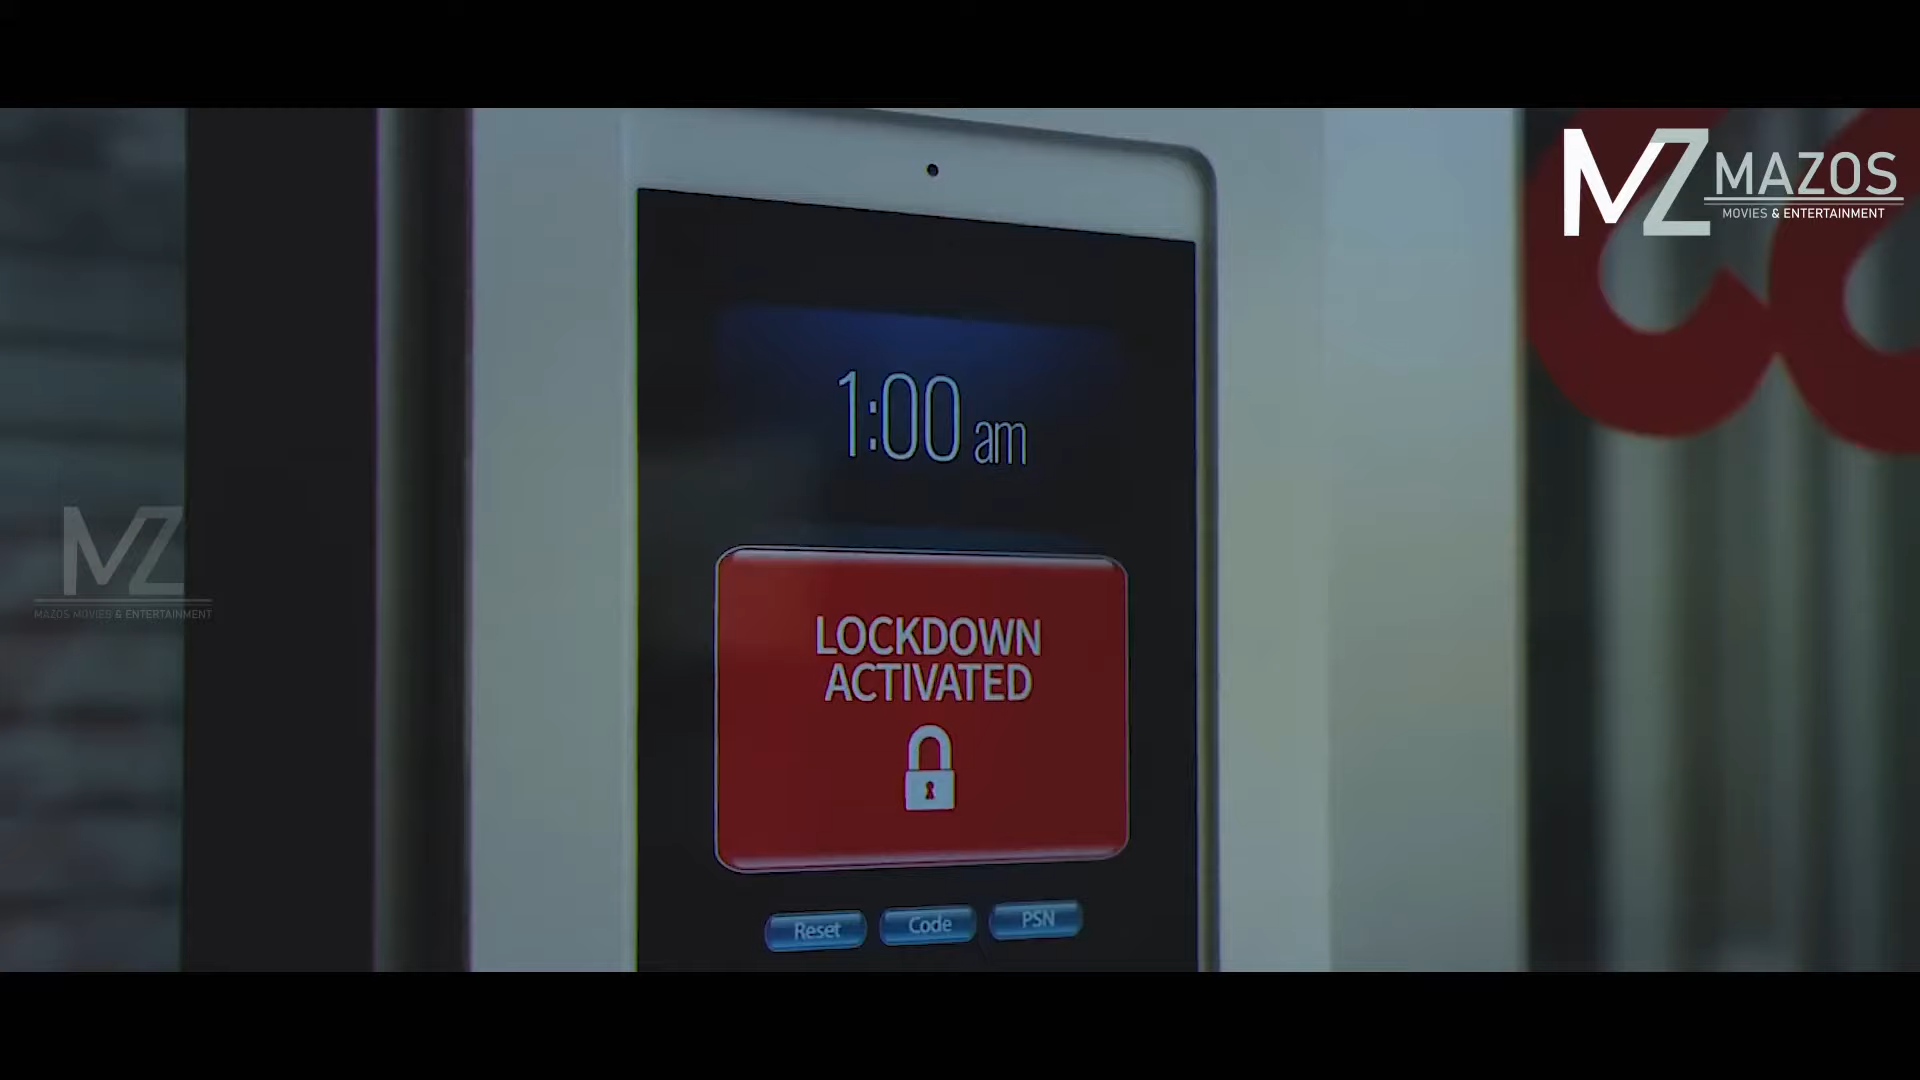 MZ MAZOS
MOVIES & ENTERTAINMENT
1:00 am
MZ
MAZOS MOVIES & ENTERTAINMENT
LOCKDOWN
ACTIVATED
Reset Code PSN